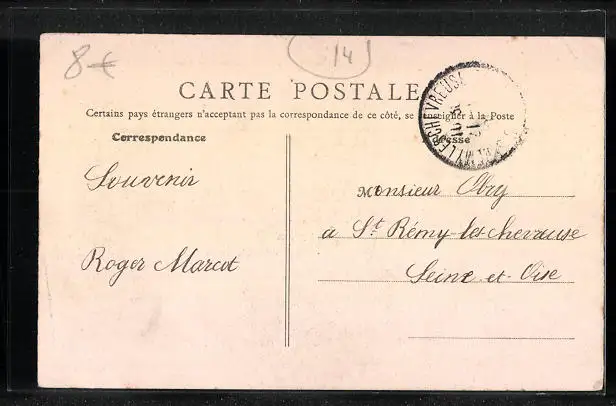 8 €
14
CARTE POSTALE
Certains pays étrangers n'acceptant pas la correspondance de ce côté, se renseigner à la Poste
Correspondance
Adresse
Souvenir
Monsieur Obry
à St Rémy les chevreuse
Roger Marcot
Seine et Oise